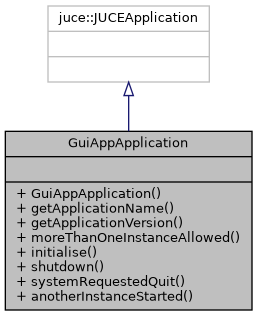 juce::JUCEApplication
GuiAppApplication
+ GuiAppApplication()
+ getApplicationName()
+ getApplicationVersion()
+ moreThanOneInstanceAllowed()
+ initialise()
+ shutdown()
+ systemRequestedQuit()
+ anotherInstanceStarted()